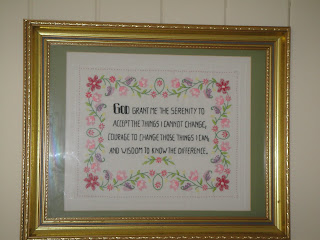 GOD GRANT ME THE SERENITY TO
ACCEPT THE THINGS I CANNOT CHANGE,
COURAGE TO CHANGE THOSE THINGS I CAN,
AND WISDOM TO KNOW THE DIFFERENCE.